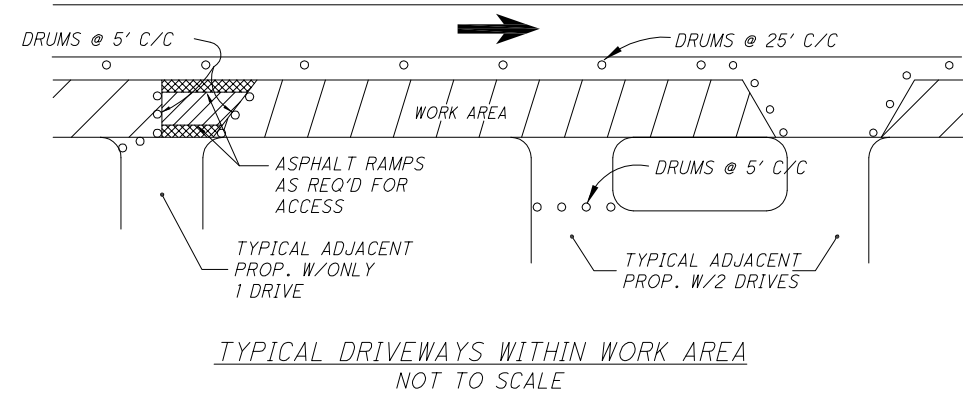 DRUMS @ 5' C/C
DRUMS @ 25' C/C
WORK AREA
ASPHALT RAMPS
AS REQ'D FOR
ACCESS
DRUMS @ 5' C/C
TYPICAL ADJACENT
PROP. W/ONLY
1 DRIVE
TYPICAL ADJACENT
PROP. W/2 DRIVES
TYPICAL DRIVEWAYS WITHIN WORK AREA
NOT TO SCALE